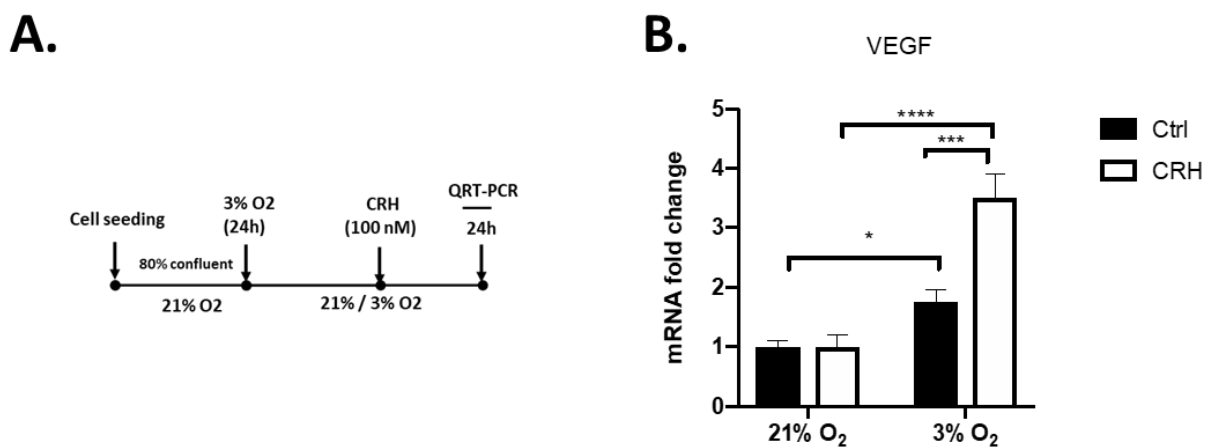 A.
Cell seeding
3% O2
(24h)
CRH
(100 nM)
QRT-PCR
24h
80% confluent
21% O2
21% / 3% O2
B.
VEGF
mRNA fold change
5
4
3
2
1
0
****
***
*
21% O₂
3% O₂
Ctrl
CRH